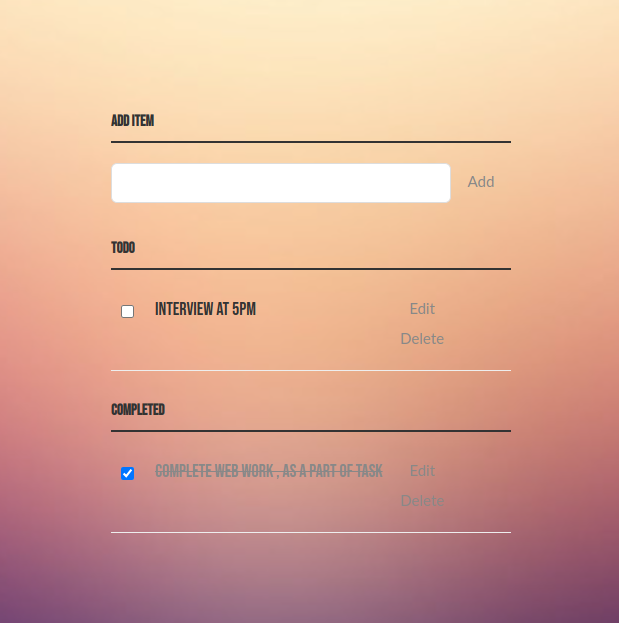 ADD ITEM
Add
TODO
INTERVIEW AT 5PM
Edit
Delete
COMPLETED
COMPLETE WEB WORK , AS A PART OF TASK
Edit
Delete